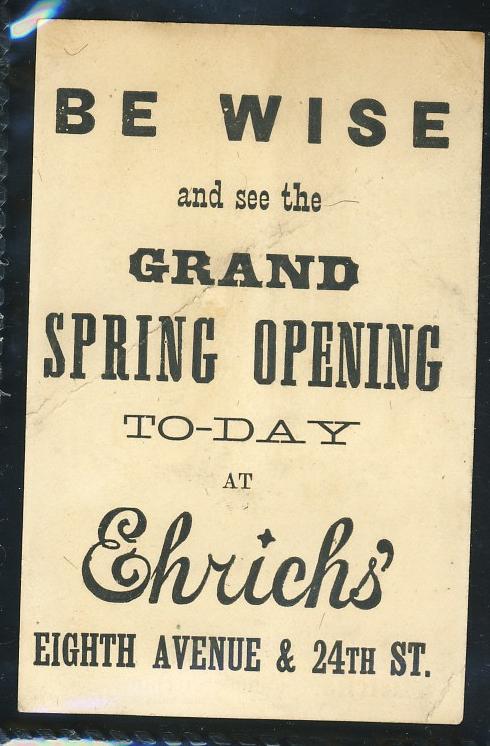 BE WISE
and see the
GRAND
SPRING OPENING
TO-DAY
AT
Ehrichs'
EIGHTH AVENUE & 24TH ST.